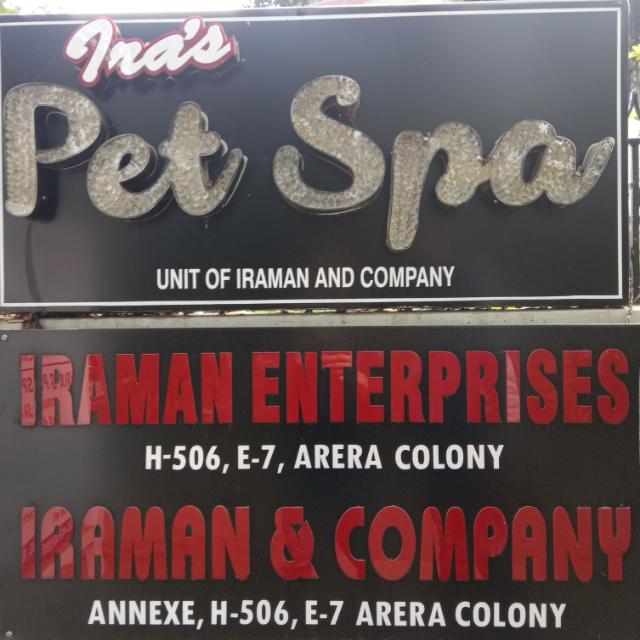 Ira's
Pet Spa
UNIT OF IRAMAN AND COMPANY
IRAMAN ENTERPRISES
H-506, E-7, ARERA COLONY
IRAMAN & COMPANY
ANNEXE, H-506, E-7 ARERA COLONY